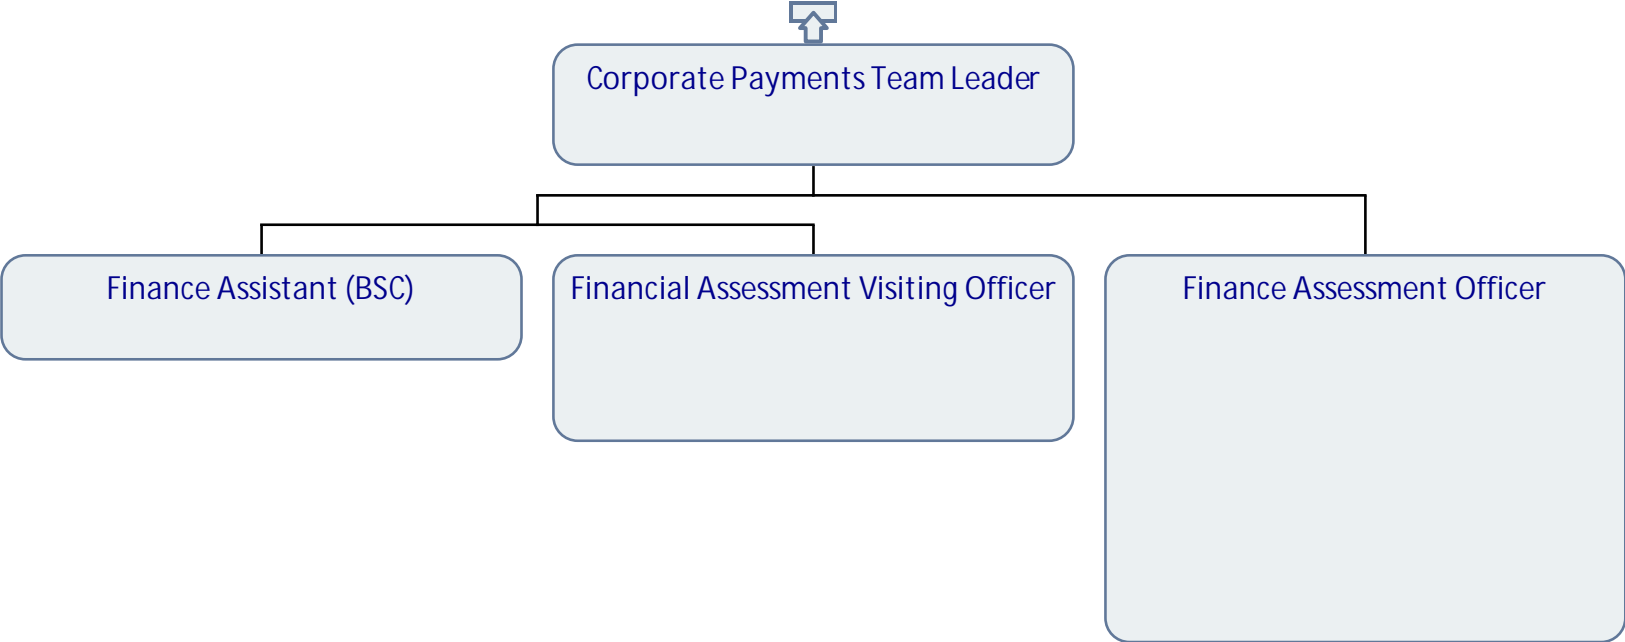 Corporate Payments Team Leader
Finance Assistant (BSC)
Financial Assessment Visiting Officer
Finance Assessment Officer